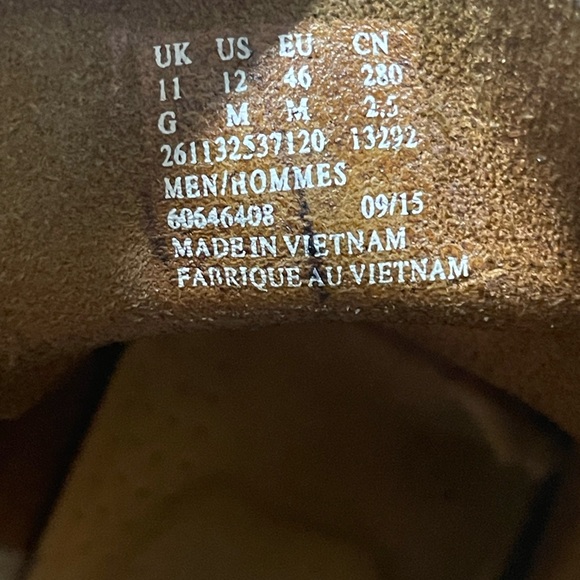 UK US EU CN
11 12 46 280
G M M 2.5
261132537120 13292
MEN/HOMMES
60646408 09/15
MADE IN VIETNAM
FABRIQUE AU VIETNAM